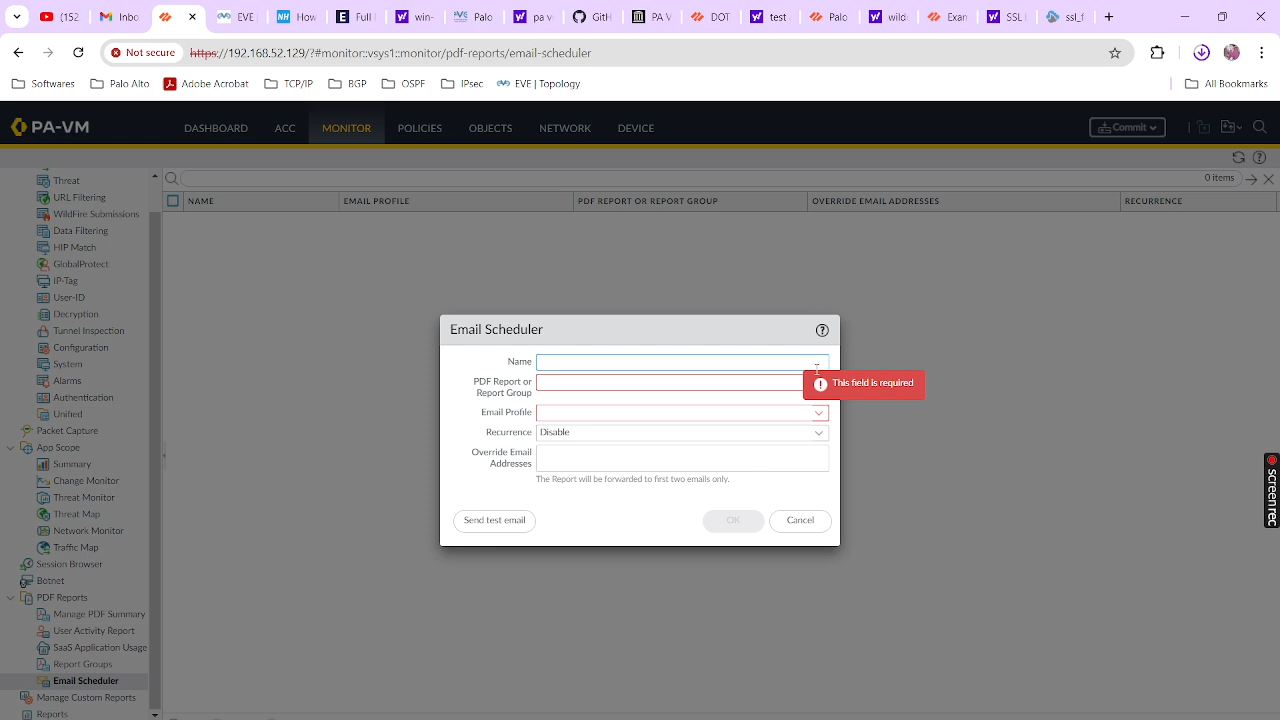 152
Inbo
EVE
How
Full I
win-
Palo
pa v
Grin
PA V
DOT
test
Palo
wild
Exan
SSL I
ssl_f
Not secure
https://192.168.52.129/?#monitor::vsys1::monitor/pdf-reports/email-scheduler
Softwares
Palo Alto
Adobe Acrobat
TCP/IP
BGP
OSPF
IPsec
EVE | Topology
All Bookmarks
PA-VM
DASHBOARD
ACC
MONITOR
POLICIES
OBJECTS
NETWORK
DEVICE
Commit
0 items
NAME
EMAIL PROFILE
PDF REPORT OR REPORT GROUP
OVERRIDE EMAIL ADDRESSES
RECURRENCE
Threat
URL Filtering
WildFire Submissions
Data Filtering
HIP Match
GlobalProtect
IP-Tag
User-ID
Decryption
Tunnel Inspection
Configuration
System
Alarms
Authentication
Unified
Packet Capture
App Scope
Summary
Change Monitor
Threat Monitor
Threat Map
Network Monitor
Traffic Map
Session Browser
Botnet
PDF Reports
Manage PDF Summary
User Activity Report
SaaS Application Usage
Report Groups
Email Scheduler
Manage Custom Reports
Reports
Email Scheduler
Name
This field is required
PDF Report or
Report Group
Email Profile
Recurrence
Disable
Override Email
Addresses
The Report will be forwarded to first two emails only.
Send test email
OK
Cancel
screenrec